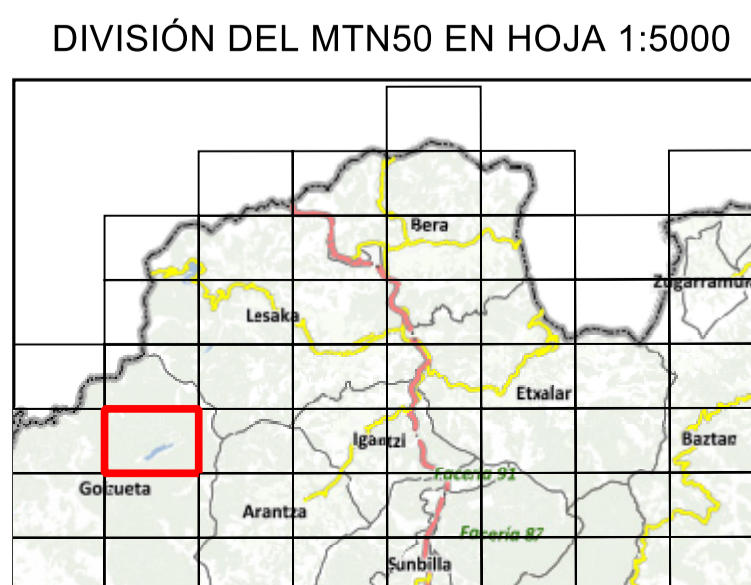 DIVISIÓN DEL MTN50 EN HOJA 1:5000
Bera
Lesaka
Etxalar
Igantzi
Baztan
Facería 91
Goizueta
Arantza
Facería 87
Sunbilla